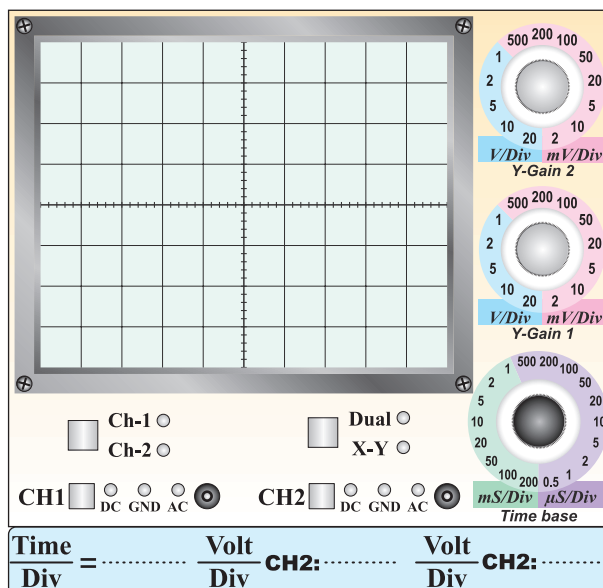 500 200 100
1 50
2 20
5 10
10 20 2
V/Div mV/Div
Y-Gain 2
500 200 100
1 50
2 20
5 10
10 20 2
V/Div mV/Div
Y-Gain 1
1 500 200 100
2 50
5 20
10 10
20 5
50 2
100 200 0.5 1
mS/Div µS/Div
Time base
Ch-1 Dual
Ch-2 X-Y
CH1 DC GND AC CH2 DC GND AC
Time/Div = ............ Volt/Div CH2: ............ Volt/Div CH2: ............